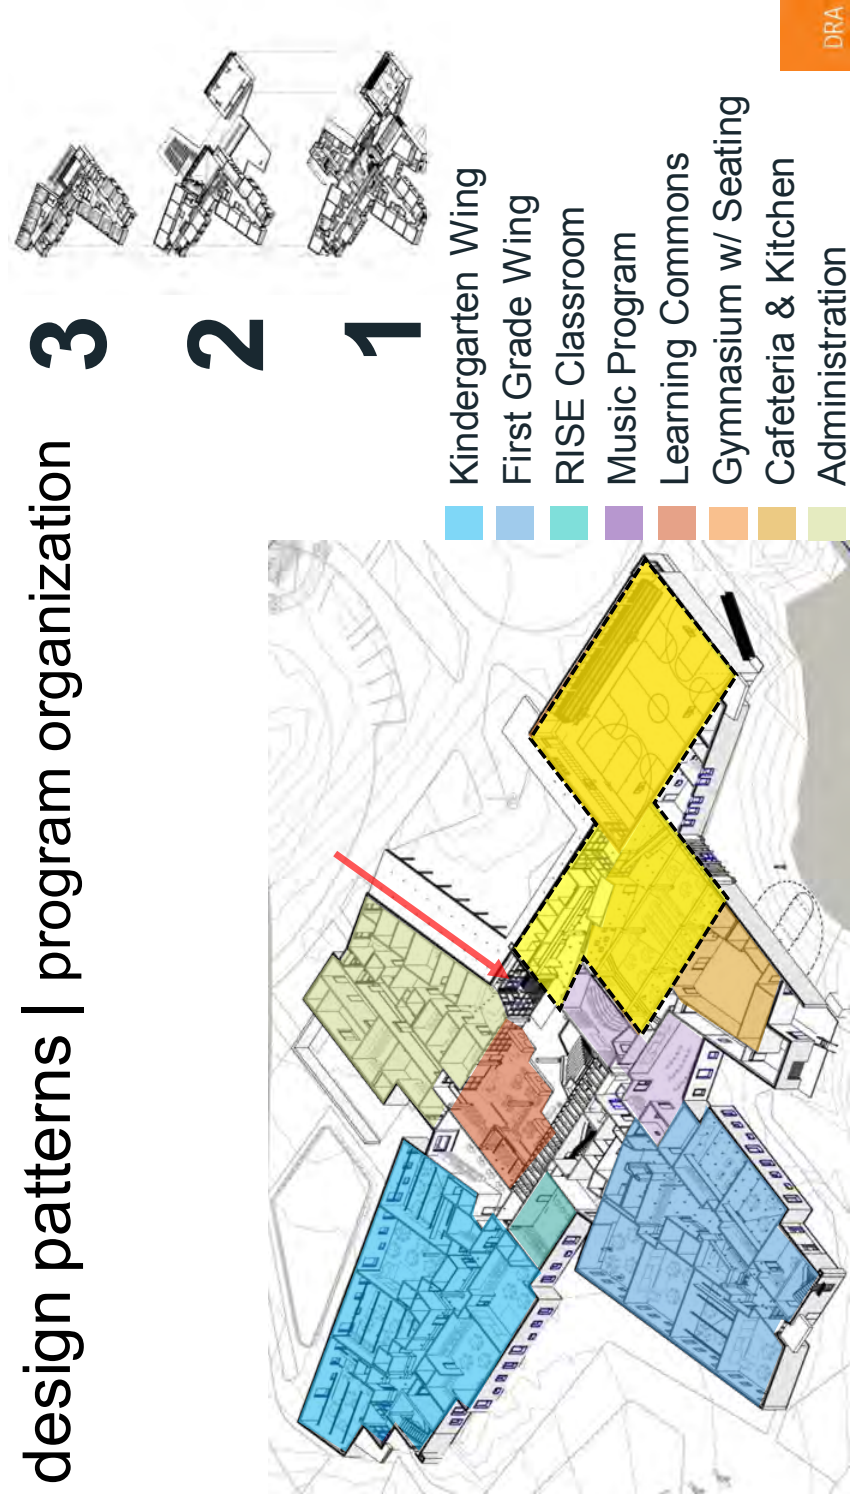 design patterns | program organization
3
2
1
Kindergarten Wing
First Grade Wing
RISE Classroom
Music Program
Learning Commons
Gymnasium w/ Seating
Cafeteria & Kitchen
Administration
DRA